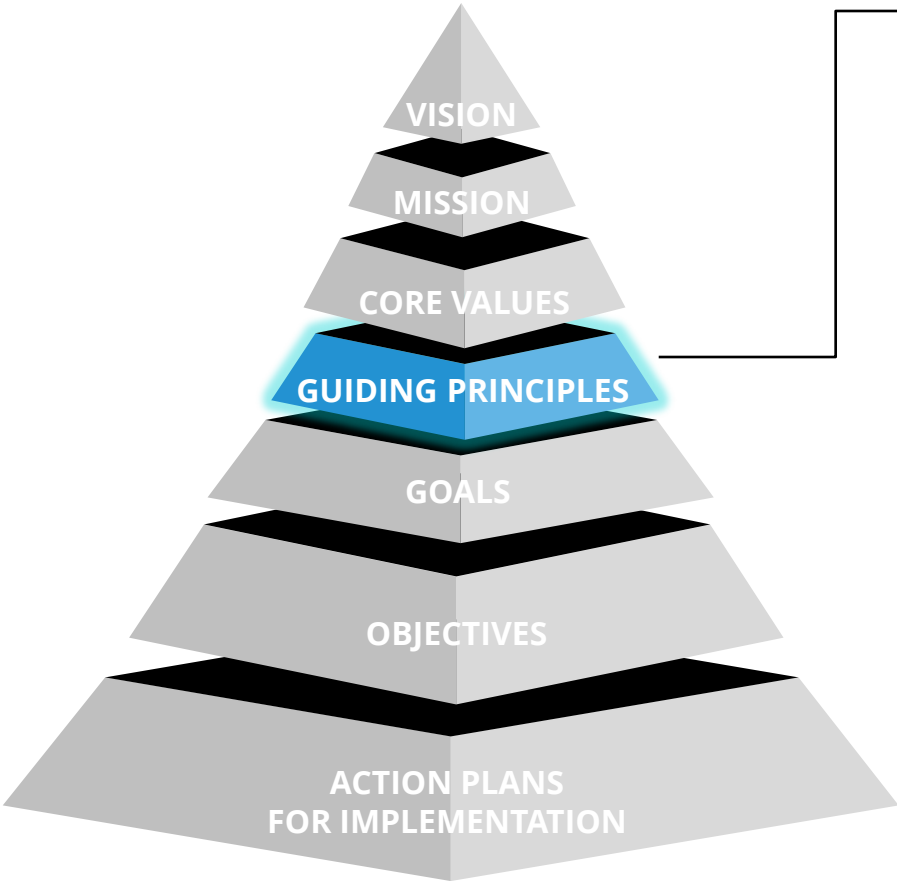 VISION
MISSION
CORE VALUES
GUIDING PRINCIPLES
GOALS
OBJECTIVES
ACTION PLANS
FOR IMPLEMENTATION